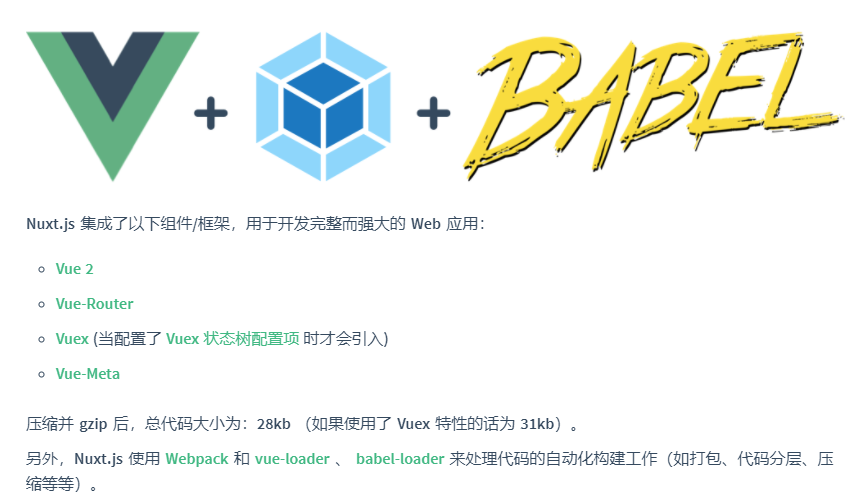 BABEL
Nuxt.js 集成了以下组件/框架，用于开发完整而强大的 Web 应用：
Vue 2
Vue-Router
Vuex (当配置了 Vuex 状态树配置项 时才会引入)
Vue-Meta
压缩并 gzip 后，总代码大小为：28kb （如果使用了 Vuex 特性的话为 31kb）。
另外，Nuxt.js 使用 Webpack 和 vue-loader 、 babel-loader 来处理代码的自动化构建工作（如打包、代码分层、压
缩等等）。